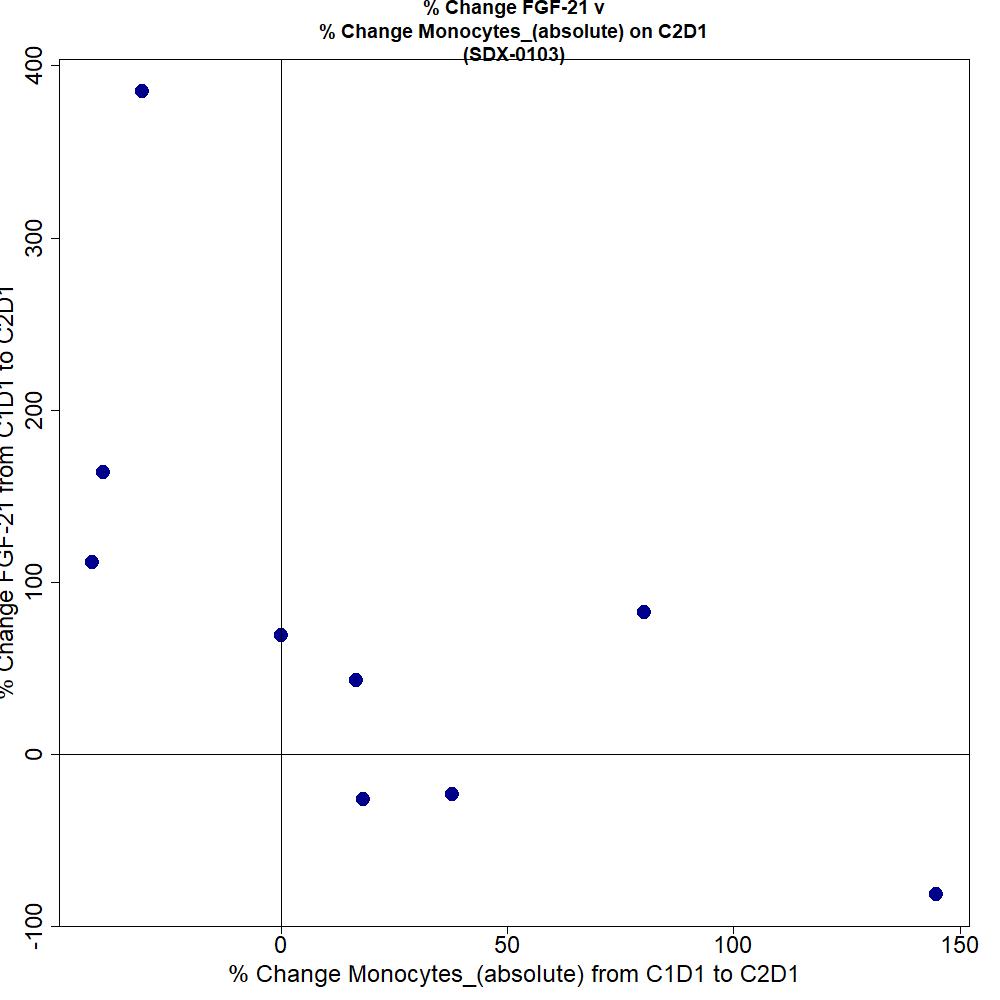 % Change FGF-21 v
% Change Monocytes_(absolute) on C2D1
(SDX-0103)
400
300
200
100
0
-100
% Change FGF-21 from C1D1 to C2D1
0
50
100
150
% Change Monocytes_(absolute) from C1D1 to C2D1